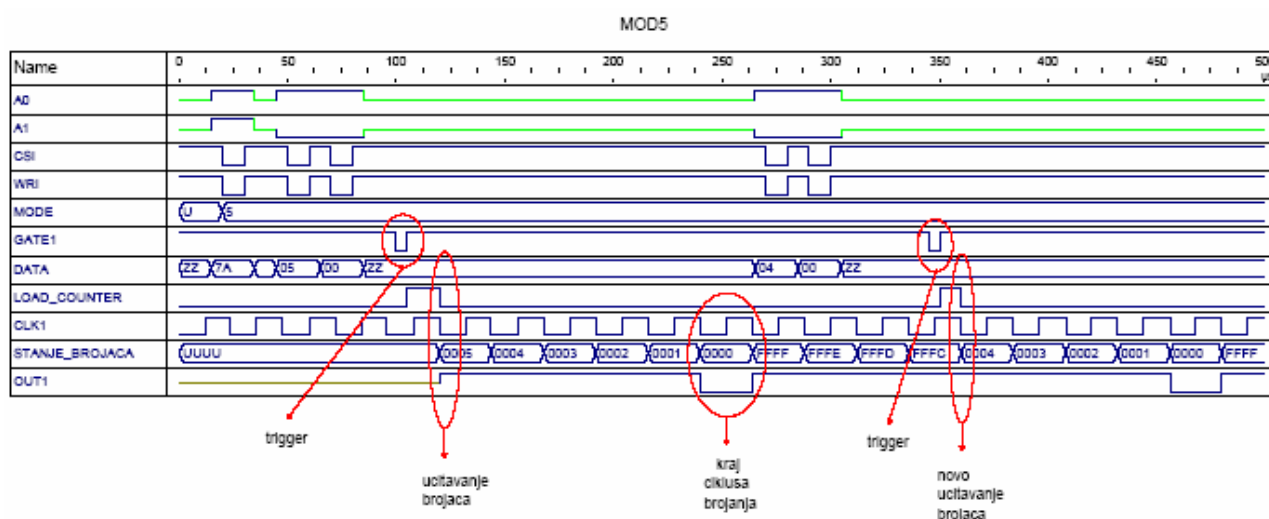 MOD5
Name 0 50 100 150 200 250 300 350 400 450 500
A0
A1
CSI
WRI
MODE U 5
GATE1
DATA ZZ 7A 05 00 ZZ 04 00 ZZ
LOAD_COUNTER
CLK1
STANJE_BROJACA UUUU 0005 0004 0003 0002 0001 0000 FFFF FFFE FFFD FFFC 0004 0003 0002 0001 0000 FFFF
OUT1
trigger
ucitavanje
brojaca
kraj
ciklusa
brojanja
trigger
novo
ucitavanje
brojaca